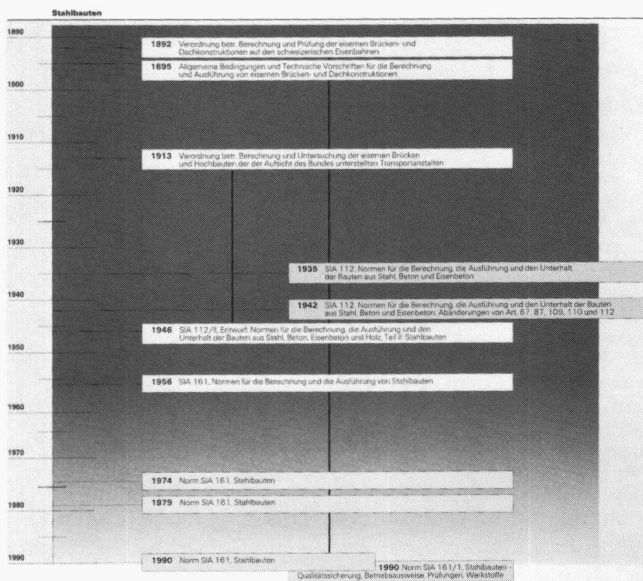 Stahlbauten
1890
1892 Verordnung betr. Berechnung und Prüfung der eisernen Brücken- und
Dachkonstruktionen auf den schweizerischen Eisenbahnen
1895 Allgemeine Bedingungen und Technische Vorschriften für die Berechnung
und Ausführung von eisernen Brücken- und Dachkonstruktionen
1900
1910
1913 Verordnung betr. Berechnung und Untersuchung der eisernen Brücken
und Hochbauten der der Aufsicht des Bundes unterstellten Transportanstalten
1920
1930
1935 SIA 112, Normen für die Berechnung, die Ausführung und den Unterhalt
der Bauten aus Stahl, Beton und Eisenbeton
1940
1942 SIA 112, Normen für die Berechnung, die Ausführung und den Unterhalt der Bauten
aus Stahl, Beton und Eisenbeton, Abänderungen von Art. 67, 87, 109, 110 und 112
1946 SIA 112/II, Entwurf, Normen für die Berechnung, die Ausführung und den
Unterhalt der Bauten aus Stahl, Beton, Eisenbeton und Holz, Teil II: Stahlbauten
1950
1956 SIA 161, Normen für die Berechnung und die Ausführung von Stahlbauten
1960
1970
1974 Norm SIA 161, Stahlbauten
1979 Norm SIA 161, Stahlbauten
1980
1990
1990 Norm SIA 161, Stahlbauten
1990 Norm SIA 161/1, Stahlbauten -
Qualitätssicherung, Betriebsausweise, Prüfungen, Werkstoffe